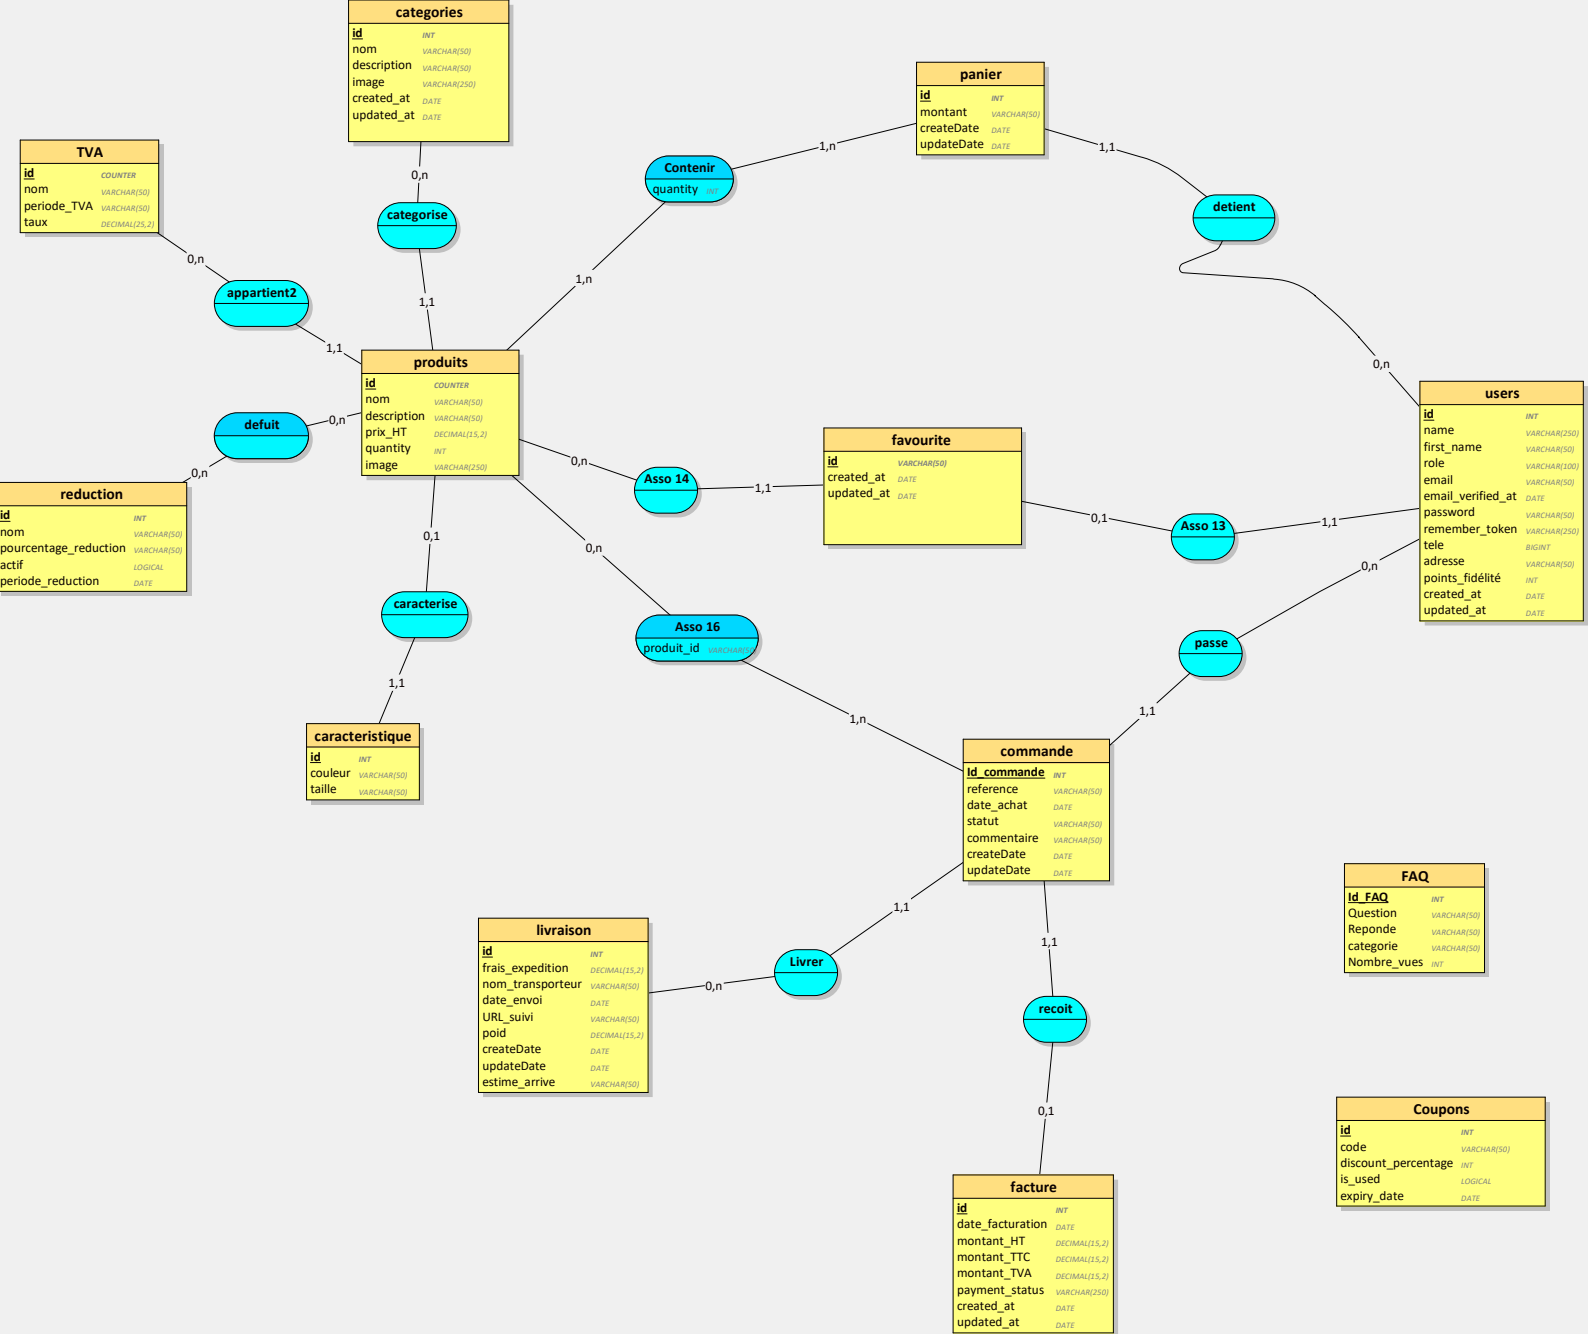 categories
id INT
nom VARCHAR(50)
description VARCHAR(50)
image VARCHAR(250)
created_at DATE
updated_at DATE
0,n
categorise
1,1
TVA
id COUNTER
nom VARCHAR(50)
periode_TVA VARCHAR(50)
taux DECIMAL(25,2)
0,n
appartient2
1,1
panier
id INT
montant VARCHAR(50)
createDate DATE
updateDate DATE
1,n
Contenir
quantity INT
1,n
1,1
detient
0,n
produits
id COUNTER
nom VARCHAR(50)
description VARCHAR(50)
prix_HT DECIMAL(15,2)
quantity INT
image VARCHAR(250)
0,n
defuit
0,n
reduction
id INT
nom VARCHAR(50)
pourcentage_reduction VARCHAR(50)
actif LOGICAL
periode_reduction DATE
0,n
Asso 14
1,1
favourite
id VARCHAR(50)
created_at DATE
updated_at DATE
0,1
Asso 13
1,1
users
id INT
name VARCHAR(250)
first_name VARCHAR(50)
role VARCHAR(100)
email VARCHAR(50)
email_verified_at DATE
password VARCHAR(50)
remember_token VARCHAR(250)
tele BIGINT
adresse VARCHAR(50)
points_fidélité INT
created_at DATE
updated_at DATE
0,n
passe
1,1
0,1
caracterise
1,1
caracteristique
id INT
couleur VARCHAR(50)
taille VARCHAR(50)
0,n
Asso 16
produit_id VARCHAR(50)
1,n
commande
Id_commande INT
reference VARCHAR(50)
date_achat DATE
statut VARCHAR(50)
commentaire VARCHAR(50)
createDate DATE
updateDate DATE
1,1
Livrer
0,n
livraison
id INT
frais_expedition DECIMAL(15,2)
nom_transporteur VARCHAR(50)
date_envoi DATE
URL_suivi VARCHAR(50)
poid DECIMAL(15,2)
createDate DATE
updateDate DATE
estime_arrive VARCHAR(50)
1,1
recoit
0,1
facture
id INT
date_facturation DATE
montant_HT DECIMAL(15,2)
montant_TTC DECIMAL(15,2)
montant_TVA DECIMAL(15,2)
payment_status VARCHAR(250)
created_at DATE
updated_at DATE
FAQ
Id_FAQ INT
Question VARCHAR(50)
Reponde VARCHAR(50)
categorie VARCHAR(50)
Nombre_vues INT
Coupons
id INT
code VARCHAR(50)
discount_percentage INT
is_used LOGICAL
expiry_date DATE